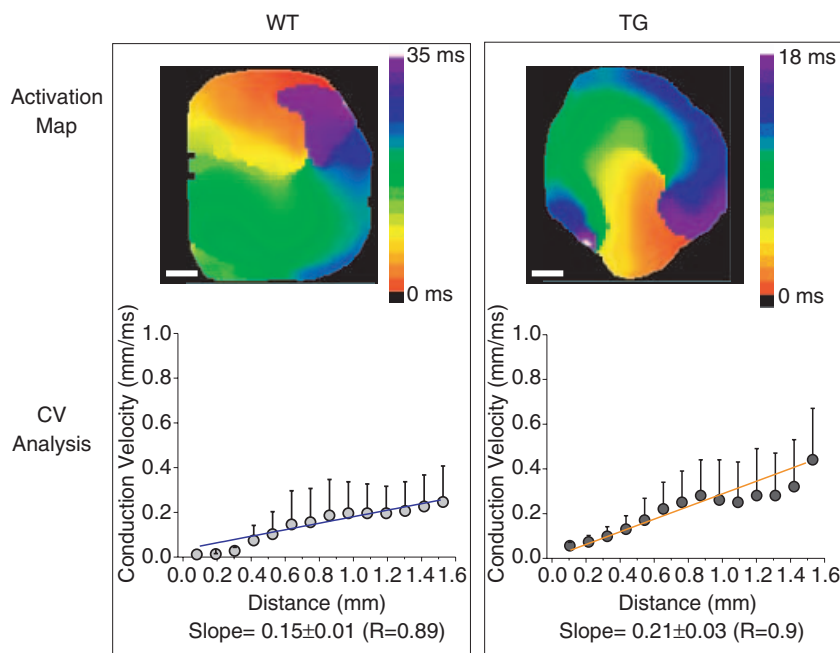 WT
TG
Activation
Map
35 ms
0 ms
18 ms
0 ms
CV
Analysis
Conduction Velocity (mm/ms)
1.0
0.8
0.6
0.4
0.2
0.0
0.0 0.2 0.4 0.6 0.8 1.0 1.2 1.4 1.6
Distance (mm)
Slope= 0.15±0.01 (R=0.89)
Conduction Velocity (mm/ms)
1.0
0.8
0.6
0.4
0.2
0.0
0.0 0.2 0.4 0.6 0.8 1.0 1.2 1.4 1.6
Distance (mm)
Slope= 0.21±0.03 (R=0.9)